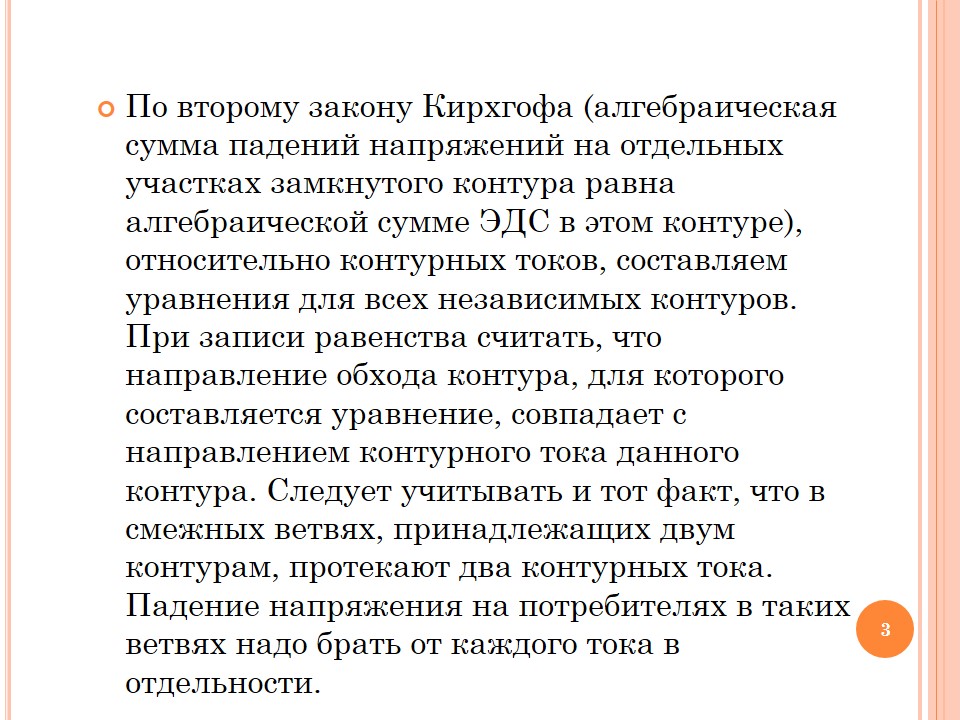 По второму закону Кирхгофа (алгебраическая
сумма падений напряжений на отдельных
участках замкнутого контура равна
алгебраической сумме ЭДС в этом контуре),
относительно контурных токов, составляем
уравнения для всех независимых контуров.
При записи равенства считать, что
направление обхода контура, для которого
составляется уравнение, совпадает с
направлением контурного тока данного
контура. Следует учитывать и тот факт, что в
смежных ветвях, принадлежащих двум
контурам, протекают два контурных тока.
Падение напряжения на потребителях в таких
ветвях надо брать от каждого тока в
отдельности.
3